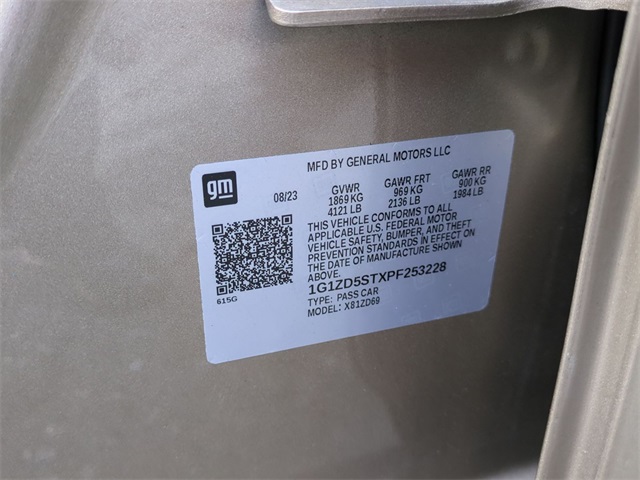 MFD BY GENERAL MOTORS LLC
gm
08/23
GVWR
1869 KG
4121 LB
GAWR FRT
969 KG
2136 LB
GAWR RR
900 KG
1984 LB
THIS VEHICLE CONFORMS TO ALL
APPLICABLE U.S. FEDERAL MOTOR
VEHICLE SAFETY, BUMPER, AND THEFT
PREVENTION STANDARDS IN EFFECT ON
THE DATE OF MANUFACTURE SHOWN
ABOVE.
1G1ZD5STXPF253228
TYPE: PASS CAR
MODEL: X81ZD69
615G